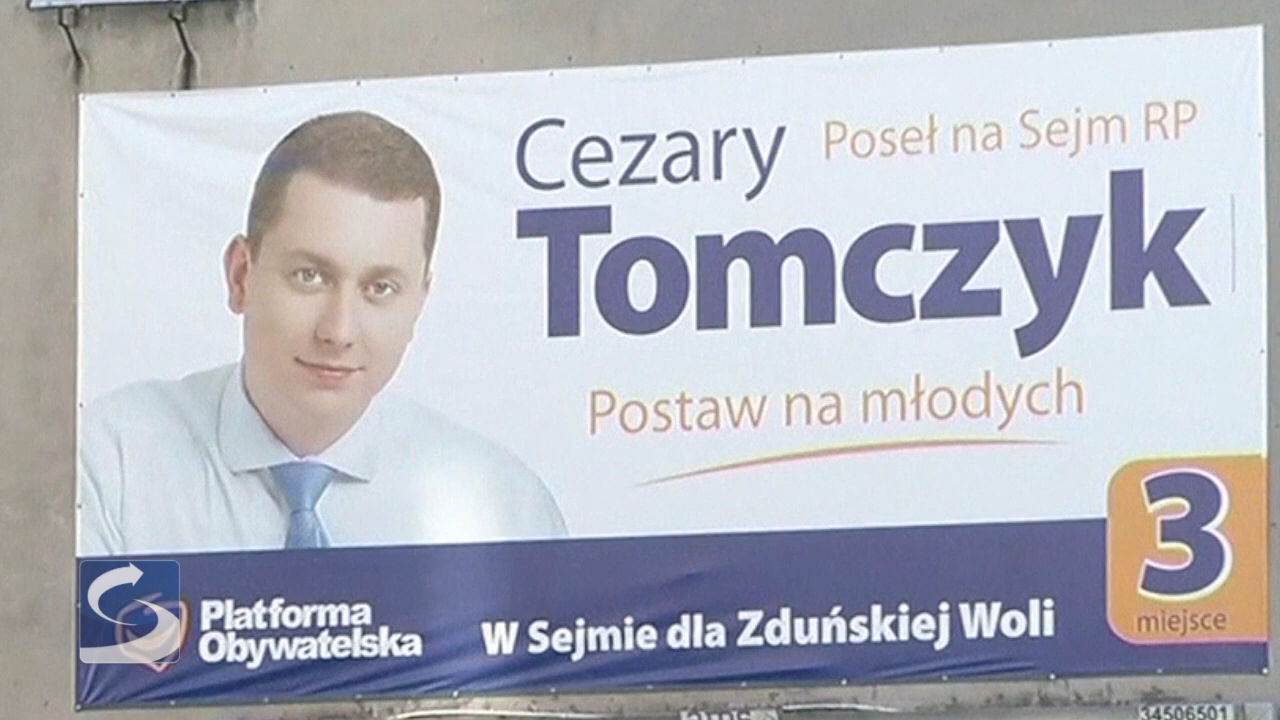 Cezary Poseł na Sejm RP
Tomczyk
Postaw na młodych
3
miejsce
Platforma
Obywatelska
W Sejmie dla Zduńskiej Woli
34506501